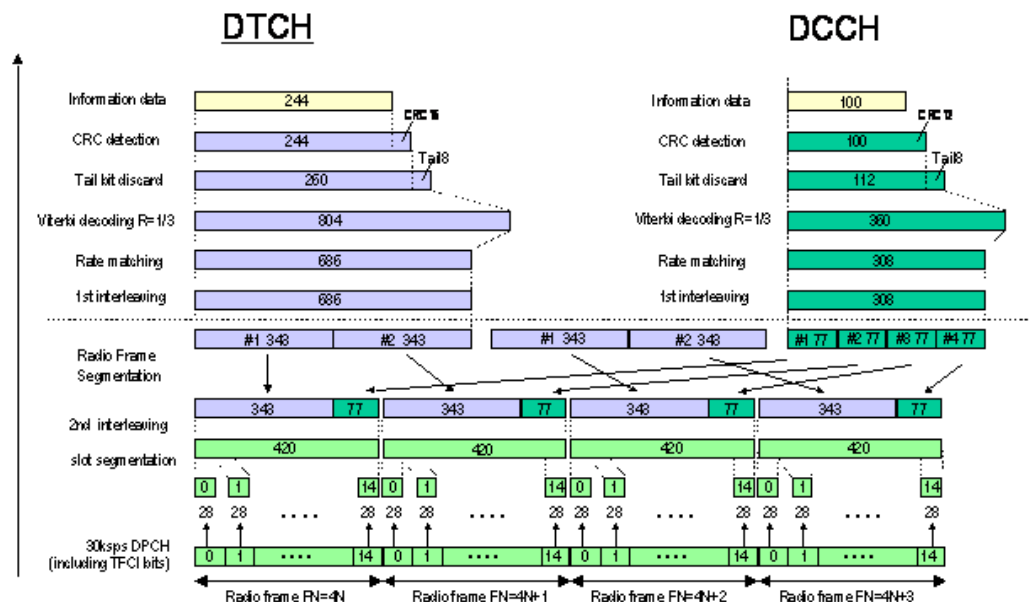 DTCH DCCH
Information data 244 Information data 100
CRC16 CRC12
CRC detection 244 CRC detection 100
Tail8 Tail8
Tail bit discard 260 Tail bit discard 112
Viterbi decoding R=1/3 804 Viterbi decoding R=1/3 360
Rate matching 686 Rate matching 308
1st interleaving 686 1st interleaving 308
#1 343 #2 343 #1 343 #2 343 #1 77 #2 77 #3 77 #4 77
Radio Frame
Segmentation
343 77 343 77 343 77 343 77
2nd interleaving
420 420 420 420
slot segmentation
0 1 14 0 1 14 0 1 14 0 1 14
28 28 .... 28 28 28 .... 28 28 28 .... 28 28 28 .... 28
30ksps DPCH
(including TFCI bits)
0 1 .... 14 0 1 .... 14 0 1 .... 14 0 1 .... 14
Radio frame FN=4N Radio frame FN=4N+1 Radio frame FN=4N+2 Radio frame FN=4N+3